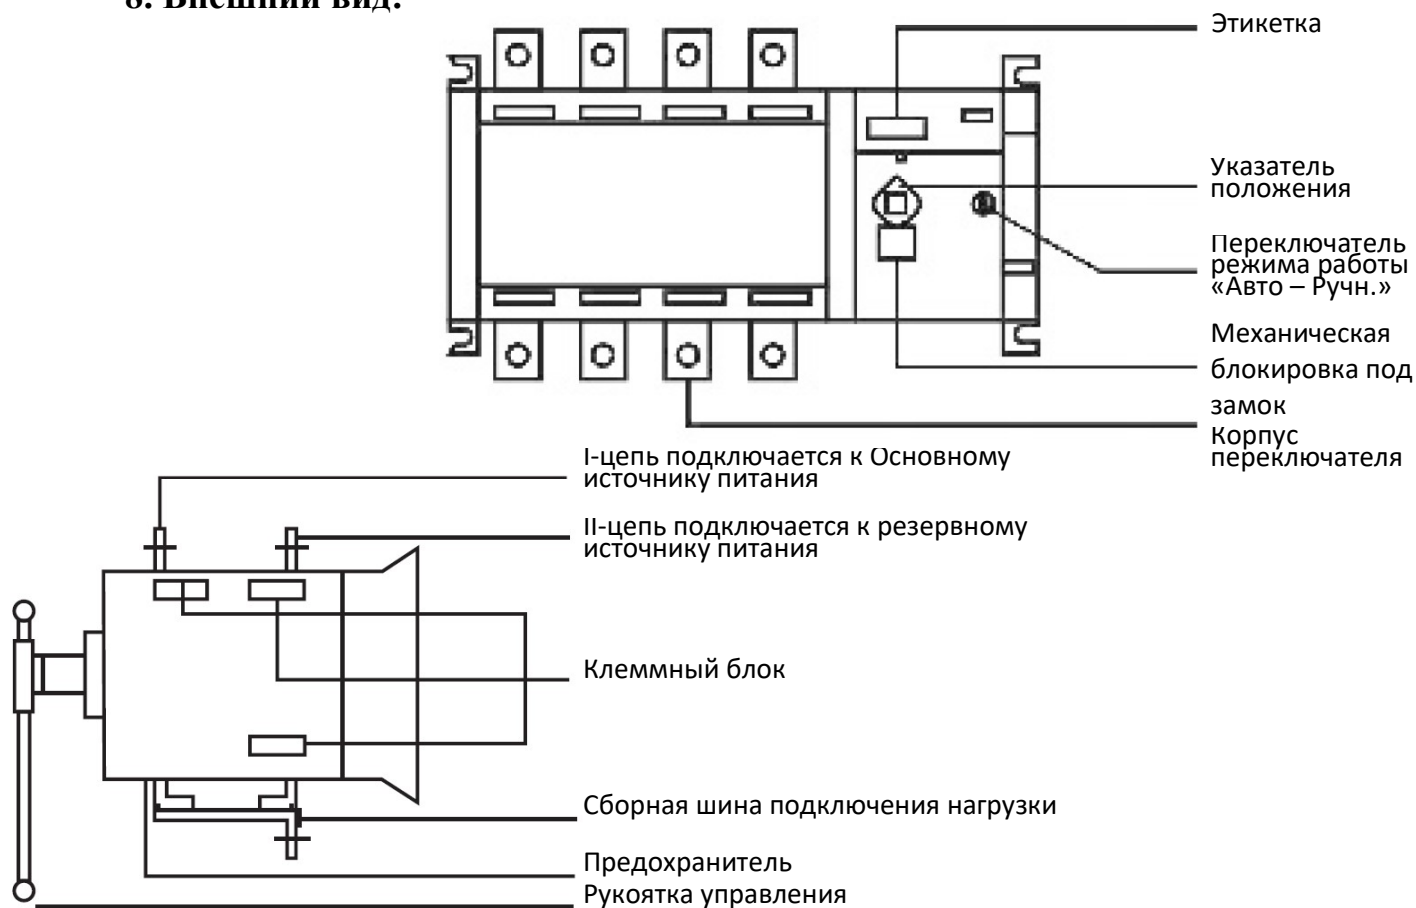 8. Внешний вид:
Этикетка
Указатель
положения
Переключатель
режима работы
«Авто – Ручн.»
Механическая
блокировка под
замок
Корпус
переключателя
I-цепь подключается к Основному
источнику питания
II-цепь подключается к резервному
источнику питания
Клеммный блок
Сборная шина подключения нагрузки
Предохранитель
Рукоятка управления